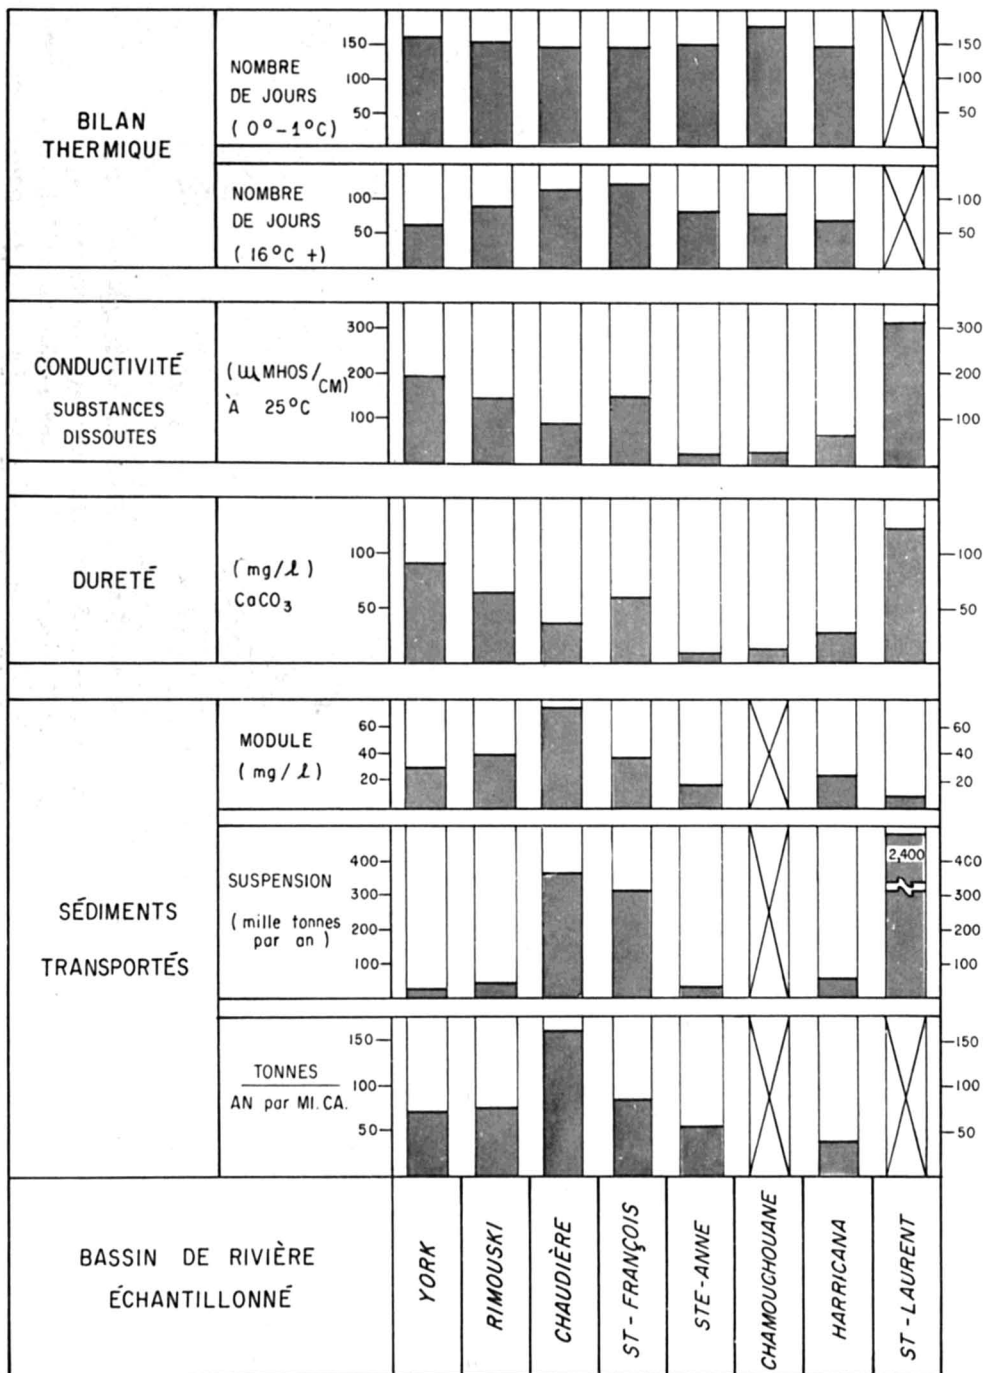 BILAN
THERMIQUE
NOMBRE
DE JOURS
(0°-1°C)
150
100
50
150
100
50
NOMBRE
DE JOURS
(16°C +)
100
50
100
50
CONDUCTIVITÉ
SUBSTANCES
DISSOUTES
(µMHOS/CM)
À 25°C
300
200
100
300
200
100
DURETÉ
(mg/l)
CaCO3
100
50
100
50
SÉDIMENTS
TRANSPORTÉS
MODULE
(mg/l)
60
40
20
60
40
20
SUSPENSION
(mille tonnes
par an)
400
300
200
100
2,400
400
300
200
100
TONNES
AN par MI.CA.
150
100
50
150
100
50
BASSIN DE RIVIÈRE
ÉCHANTILLONNÉ
YORK
RIMOUSKI
CHAUDIÈRE
ST-FRANÇOIS
STE-ANNE
CHAMOUCHOUANE
HARRICANA
ST-LAURENT